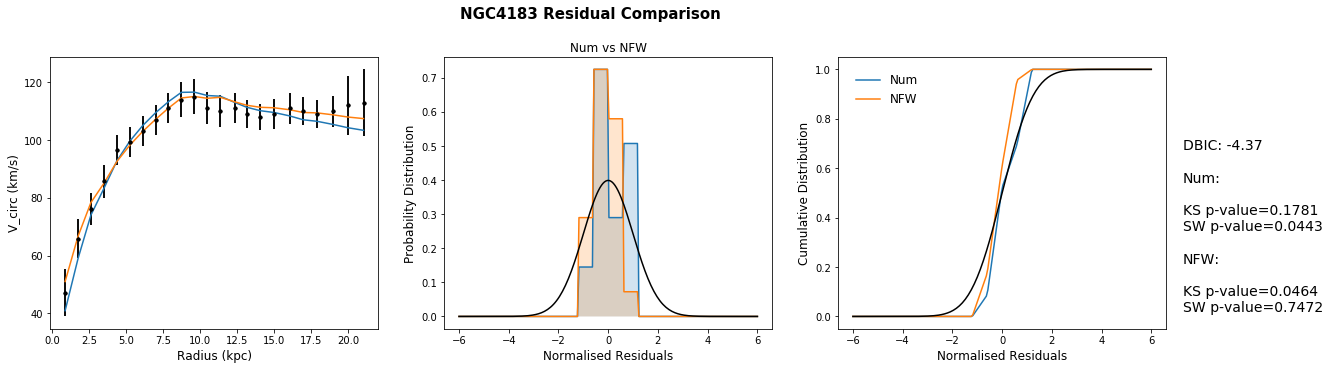 NGC4183 Residual Comparison
V_circ (km/s)
120
100
80
60
40
0.0 2.5 5.0 7.5 10.0 12.5 15.0 17.5 20.0
Radius (kpc)
Num vs NFW
Probability Distribution
0.7
0.6
0.5
0.4
0.3
0.2
0.1
0.0
−6 −4 −2 0 2 4 6
Normalised Residuals
Cumulative Distribution
1.0
0.8
0.6
0.4
0.2
0.0
Num
NFW
−6 −4 −2 0 2 4 6
Normalised Residuals
DBIC: -4.37
Num:
KS p-value=0.1781
SW p-value=0.0443
NFW:
KS p-value=0.0464
SW p-value=0.7472